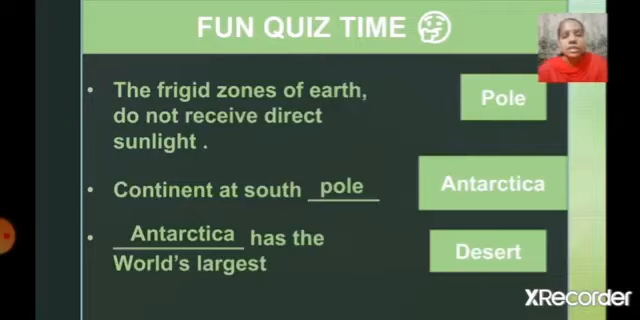 FUN QUIZ TIME 🤔
• The frigid zones of earth,
do not receive direct
sunlight .
Pole
• Continent at south pole
Antarctica
• Antarctica has the
World's largest
Desert
XRecorder